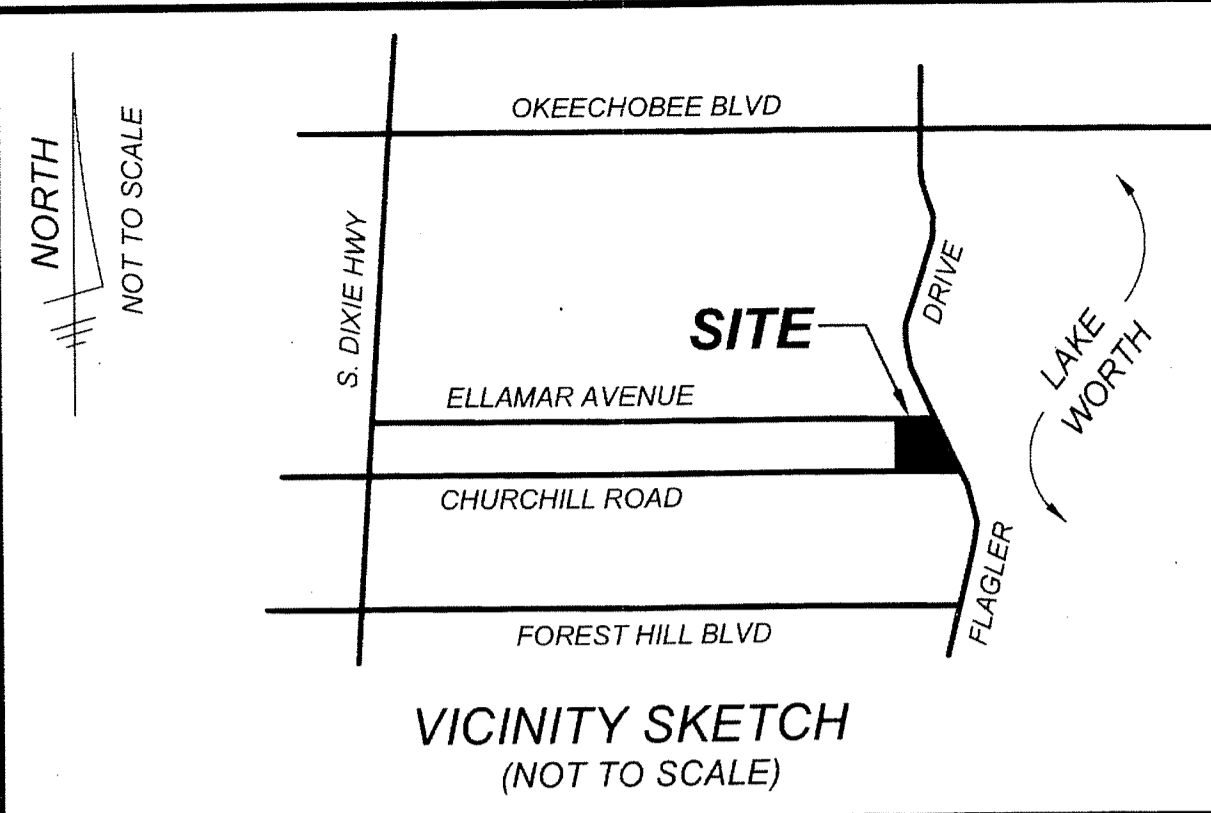 OKEECHOBEE BLVD
NORTH
NOT TO SCALE
S. DIXIE HWY
DRIVE
SITE
LAKE
WORTH
ELLAMAR AVENUE
CHURCHILL ROAD
FLAGLER
FOREST HILL BLVD
VICINITY SKETCH
(NOT TO SCALE)